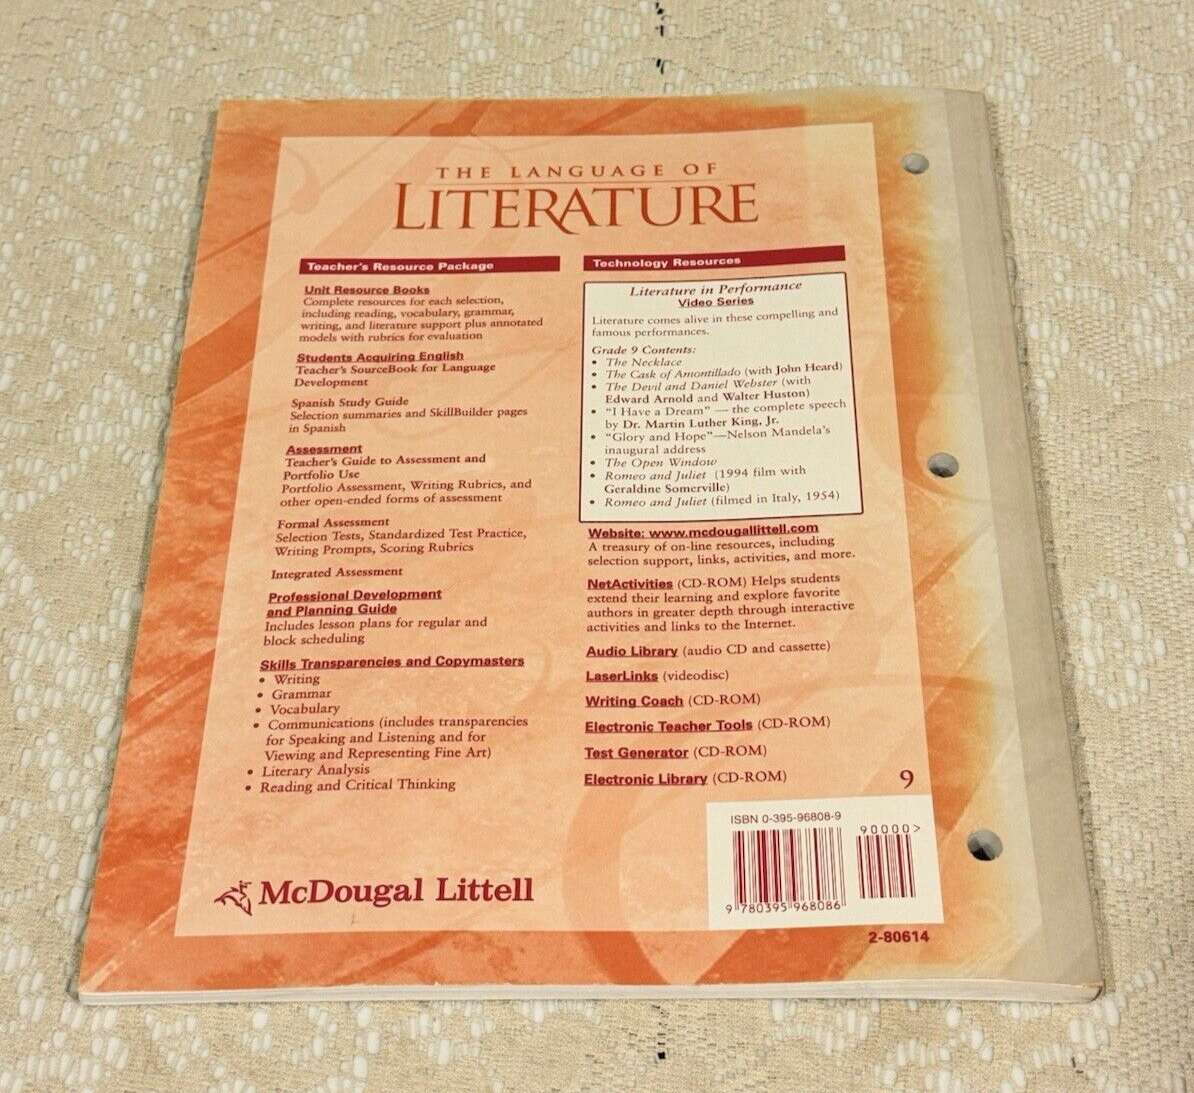 THE LANGUAGE OF
LITERATURE
Teacher's Resource Package
Unit Resource Books
Complete resources for each selection,
including reading, vocabulary, grammar,
writing, and literature support plus annotated
models with rubrics for evaluation
Students Acquiring English
Teacher's SourceBook for Language
Development
Spanish Study Guide
Selection summaries and SkillBuilder pages
in Spanish
Assessment
Teacher's Guide to Assessment and
Portfolio Use
Portfolio Assessment, Writing Rubrics, and
other open-ended forms of assessment
Formal Assessment
Selection Tests, Standardized Test Practice,
Writing Prompts, Scoring Rubrics
Integrated Assessment
Professional Development
and Planning Guide
Includes lesson plans for regular and
block scheduling
Skills Transparencies and Copymasters
• Writing
• Grammar
• Vocabulary
• Communications (includes transparencies
for Speaking and Listening and for
Viewing and Representing Fine Art)
• Literary Analysis
• Reading and Critical Thinking
Technology Resources
Literature in Performance
Video Series
Literature comes alive in these compelling and
famous performances.
Grade 9 Contents:
• The Necklace
• The Cask of Amontillado (with John Heard)
• The Devil and Daniel Webster (with
Edward Arnold and Walter Huston)
• "I Have a Dream" — the complete speech
by Dr. Martin Luther King, Jr.
• "Glory and Hope"—Nelson Mandela's
inaugural address
• The Open Window
• Romeo and Juliet (1994 film with
Geraldine Somerville)
• Romeo and Juliet (filmed in Italy, 1954)
Website: www.mcdougallittell.com
A treasury of on-line resources, including
selection support, links, activities, and more.
NetActivities (CD-ROM) Helps students
extend their learning and explore favorite
authors in greater depth through interactive
activities and links to the Internet.
Audio Library (audio CD and cassette)
LaserLinks (videodisc)
Writing Coach (CD-ROM)
Electronic Teacher Tools (CD-ROM)
Test Generator (CD-ROM)
Electronic Library (CD-ROM)
9
McDougal Littell
ISBN 0-395-96808-9
90000>
9 780395 968086
2-80614